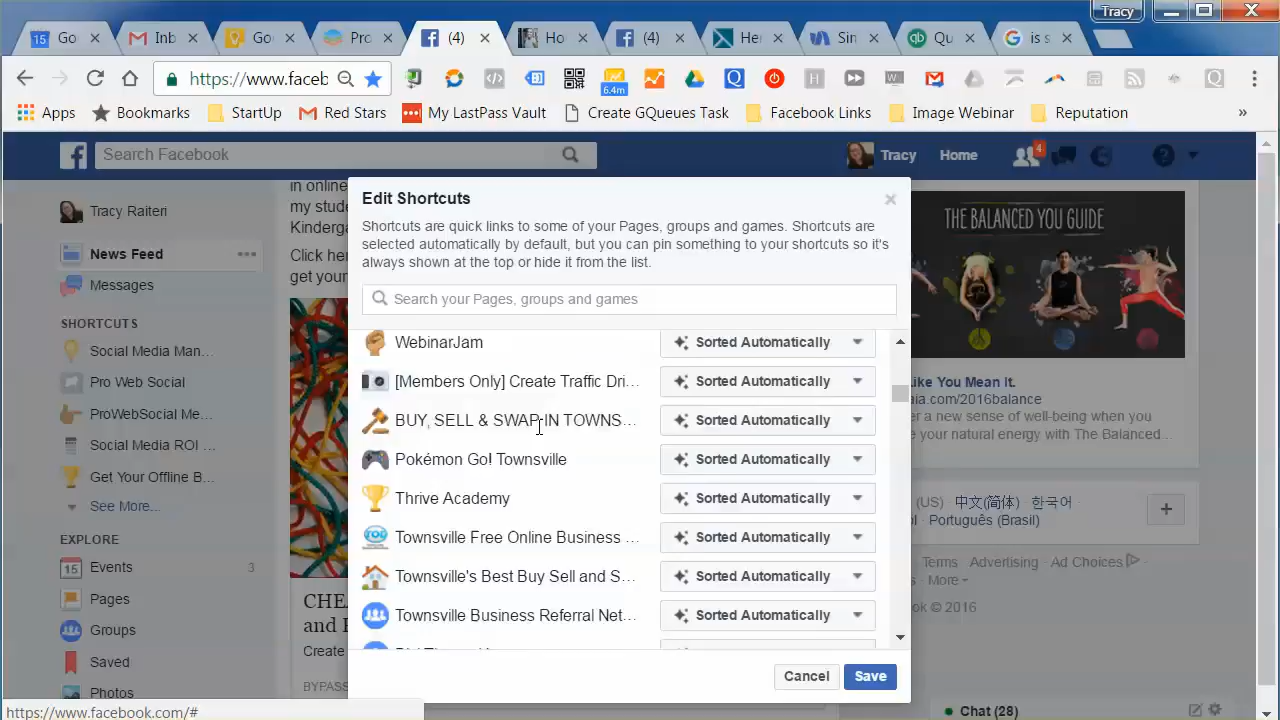 Tracy
15 Go
Inb
Go
Pro
(4)
Ho
(4)
Her
Sin
Qu
is s
https://www.faceb
6.4m
Apps
Bookmarks
StartUp
Red Stars
My LastPass Vault
Create GQueues Task
Facebook Links
Image Webinar
Reputation
»
Search Facebook
Tracy
Home
4
Tracy Raiteri
News Feed
Messages
SHORTCUTS
Social Media Man...
Pro Web Social
ProWebSocial Me...
Social Media ROI ...
Get Your Offline B...
See More...
EXPLORE
15 Events 3
Pages
Groups
Saved
Photos
https://www.facebook.com/#
in online
my stude
Kinderga
Click her
get your
CHEA
and F
Create
BYPASS
Edit Shortcuts
Shortcuts are quick links to some of your Pages, groups and games. Shortcuts are
selected automatically by default, but you can pin something to your shortcuts so it's
always shown at the top or hide it from the list.
Search your Pages, groups and games
WebinarJam Sorted Automatically
[Members Only] Create Traffic Dri... Sorted Automatically
BUY, SELL & SWAP IN TOWNS... Sorted Automatically
Pokémon Go! Townsville Sorted Automatically
Thrive Academy Sorted Automatically
Townsville Free Online Business ... Sorted Automatically
Townsville's Best Buy Sell and S... Sorted Automatically
Townsville Business Referral Net... Sorted Automatically
Cancel
Save
THE BALANCED YOU GUIDE
Like You Mean It.
aia.com/2016balance
er a new sense of well-being when
e your natural energy with The Balanced...
(US) 中文(简体) 한국어
ol · Português (Brasil)
Terms · Advertising · Ad Choices
More
ok © 2016
Chat (28)